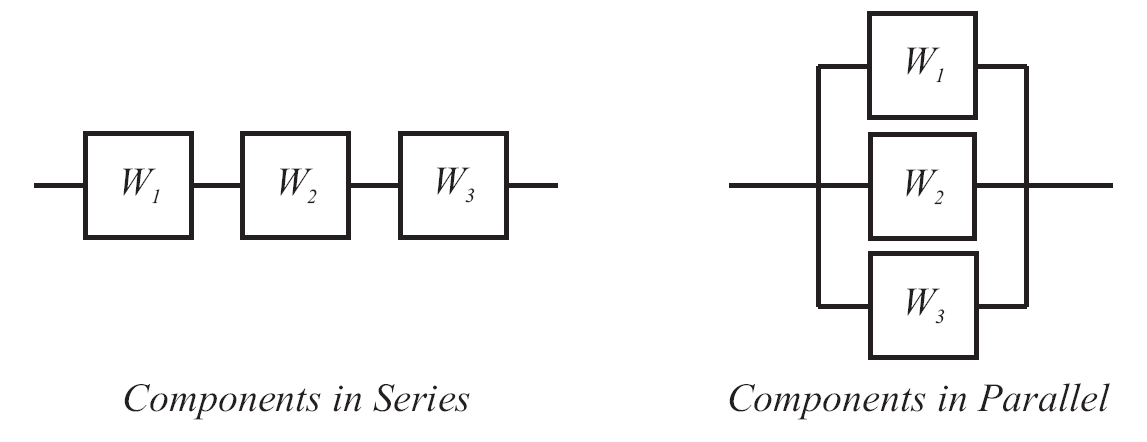 W₁ W₂ W₃
Components in Series
W₁
W₂
W₃
Components in Parallel